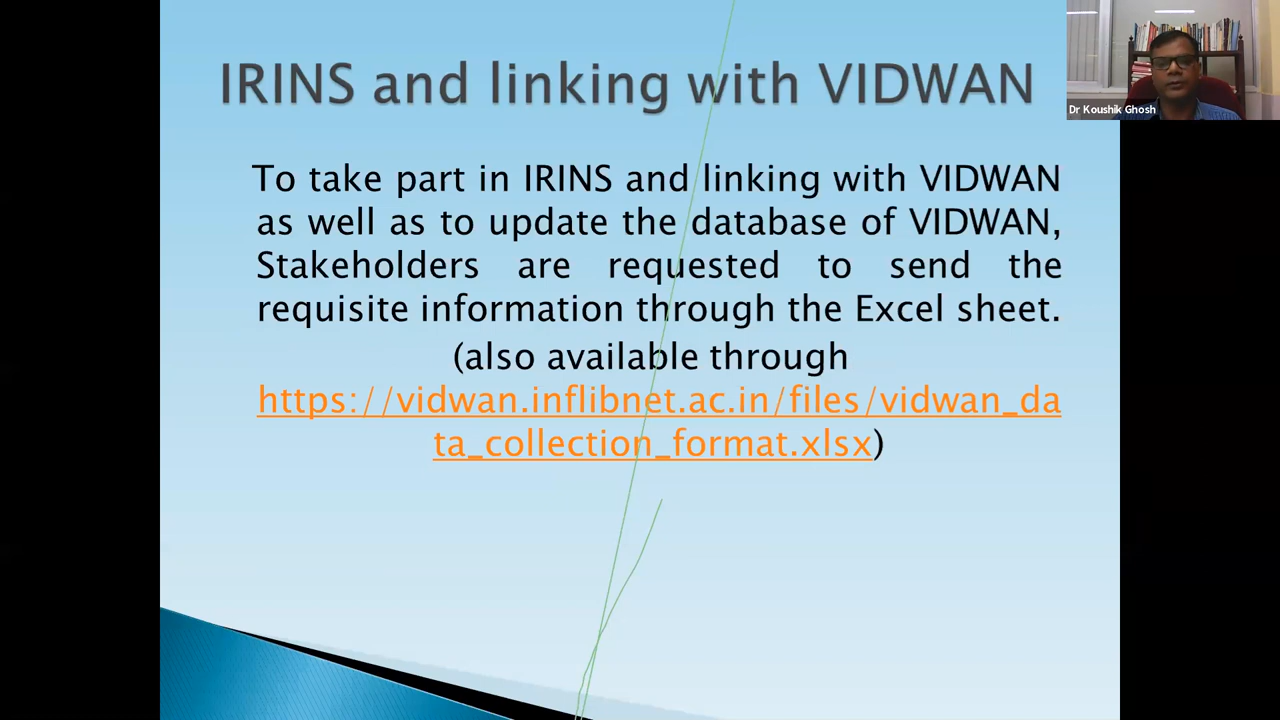 IRINS and linking with VIDWAN
Dr Koushik Ghosh
To take part in IRINS and linking with VIDWAN
as well as to update the database of VIDWAN,
Stakeholders are requested to send the
requisite information through the Excel sheet.
(also available through
https://vidwan.inflibnet.ac.in/files/vidwan_da
ta_collection_format.xlsx)